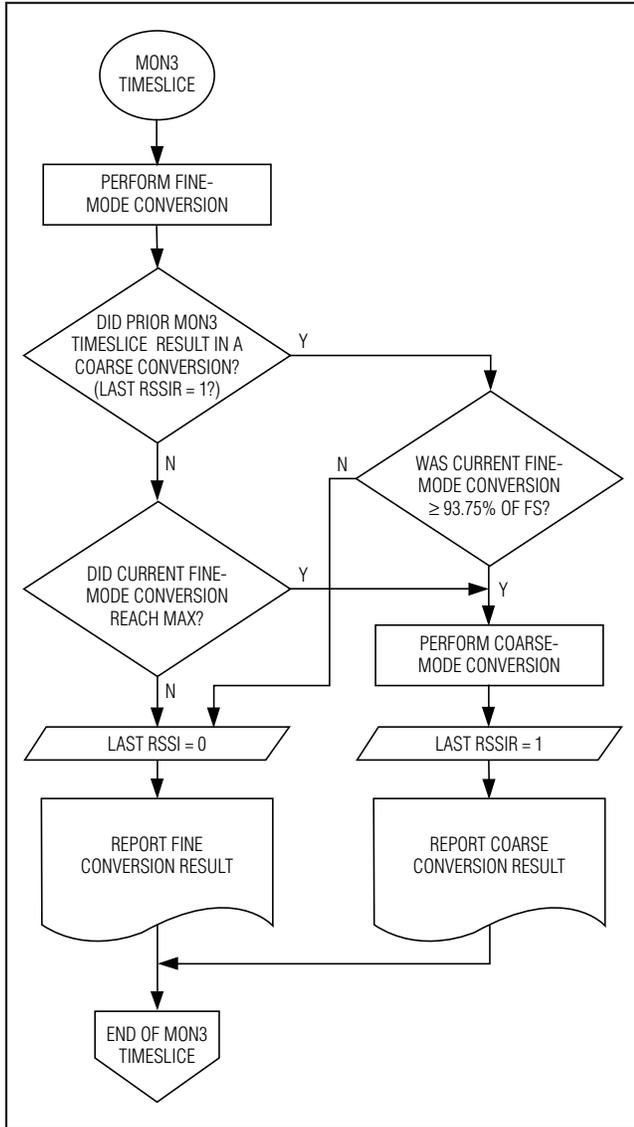 MON3
TIMESLICE
PERFORM FINE-
MODE CONVERSION
DID PRIOR MON3
TIMESLICE RESULT IN A
COARSE CONVERSION?
(LAST RSSIR = 1?)
Y
N
N
WAS CURRENT FINE-
MODE CONVERSION
≥ 93.75% OF FS?
DID CURRENT FINE-
MODE CONVERSION
REACH MAX?
Y
Y
N
PERFORM COARSE-
MODE CONVERSION
LAST RSSI = 0
LAST RSSIR = 1
REPORT FINE
CONVERSION RESULT
REPORT COARSE
CONVERSION RESULT
END OF MON3
TIMESLICE